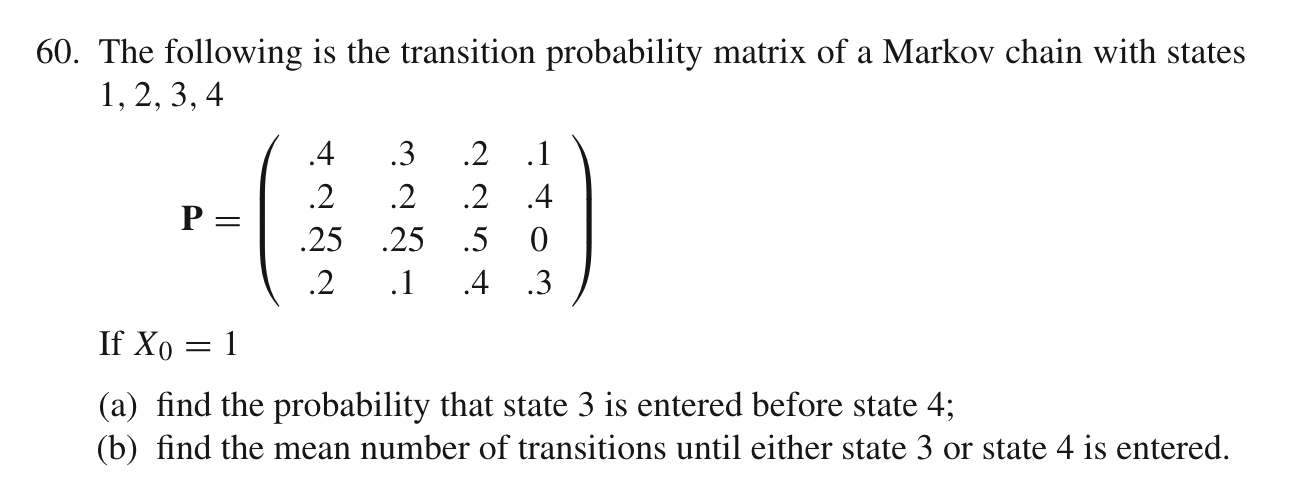 60. The following is the transition probability matrix of a Markov chain with states
1, 2, 3, 4
P =
.4 .3 .2 .1
.2 .2 .2 .4
.25 .25 .5 0
.2 .1 .4 .3
If X₀ = 1
(a) find the probability that state 3 is entered before state 4;
(b) find the mean number of transitions until either state 3 or state 4 is entered.